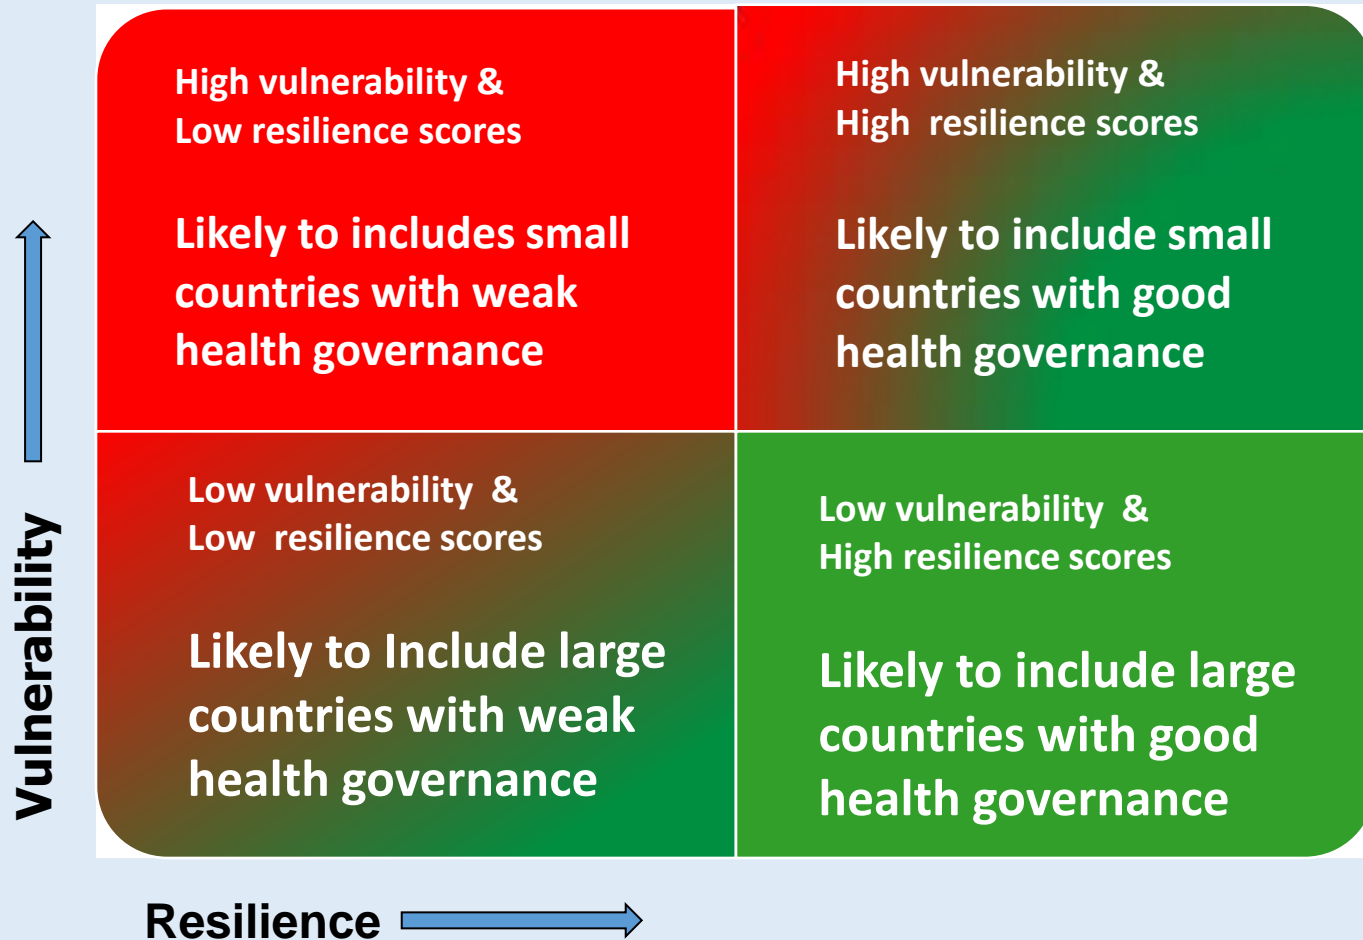 High vulnerability &
Low resilience scores
Likely to includes small
countries with weak
health governance
High vulnerability &
High  resilience scores
Likely to include small
countries with good
health governance
Low vulnerability  &
Low  resilience scores
Likely to Include large
countries with weak
health governance
Low vulnerability  &
High resilience scores
Likely to include large
countries with good
health governance
Vulnerability
Resilience